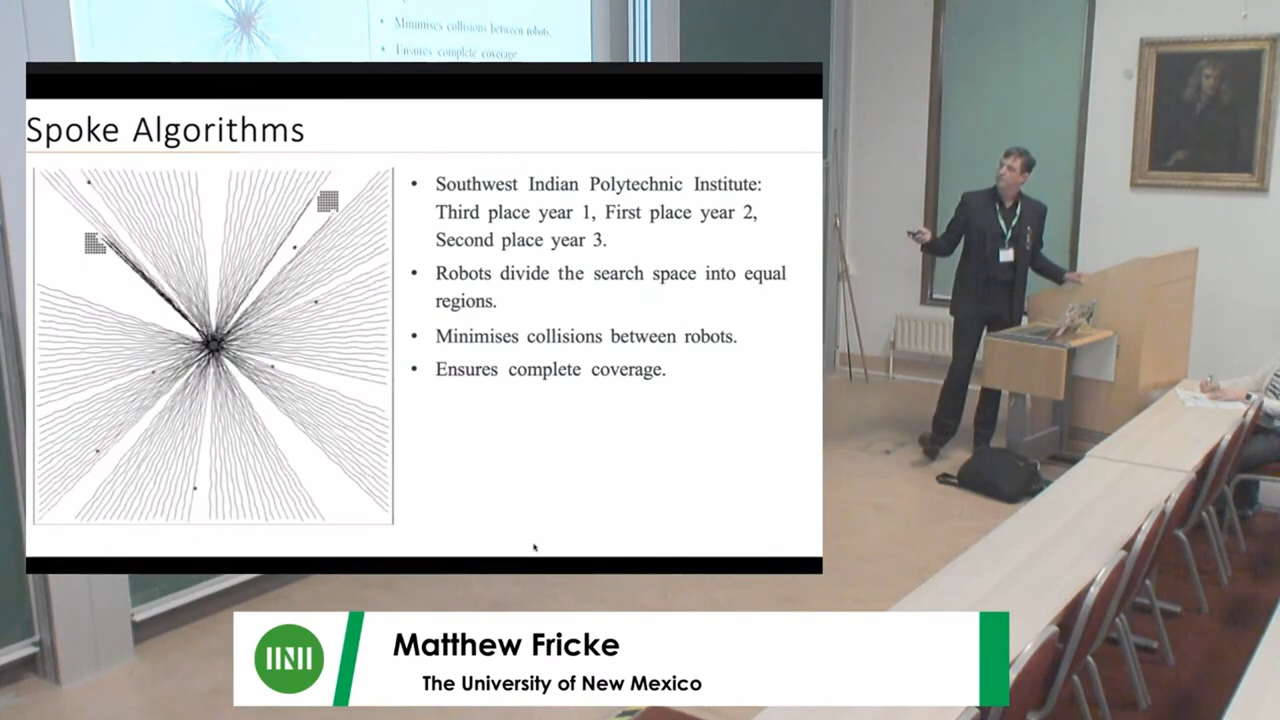 Minimises collisions between robots.
Ensures complete coverage
Spoke Algorithms
• Southwest Indian Polytechnic Institute:
Third place year 1, First place year 2,
Second place year 3.
• Robots divide the search space into equal
regions.
• Minimises collisions between robots.
• Ensures complete coverage.
Matthew Fricke
The University of New Mexico